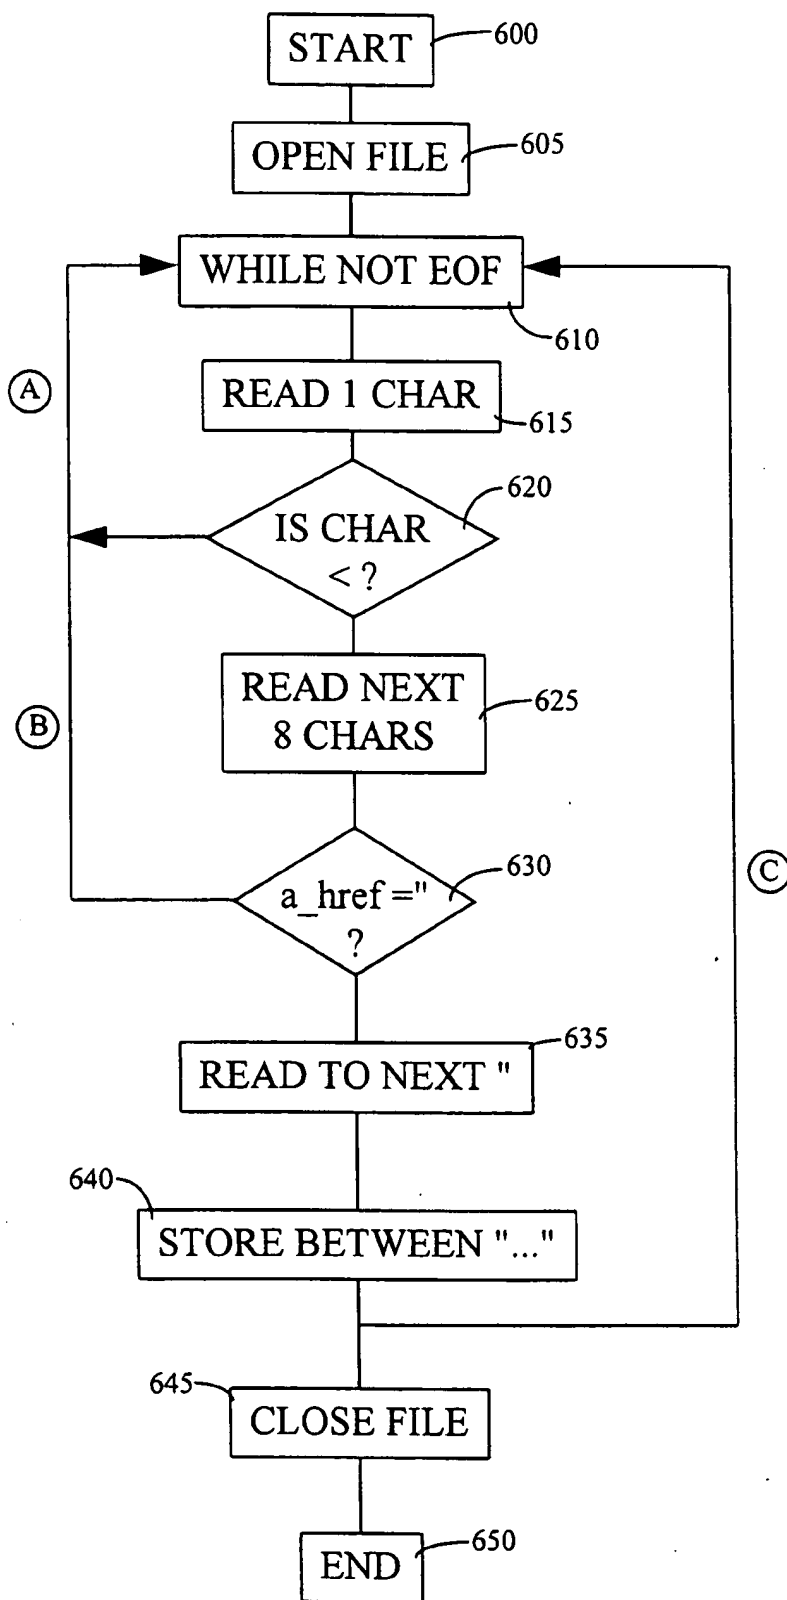 START
600
OPEN FILE
605
WHILE NOT EOF
610
A
READ 1 CHAR
615
620
IS CHAR
< ?
READ NEXT
8 CHARS
625
B
630
a_href ="
?
C
635
READ TO NEXT "
640
STORE BETWEEN "..."
645
CLOSE FILE
650
END